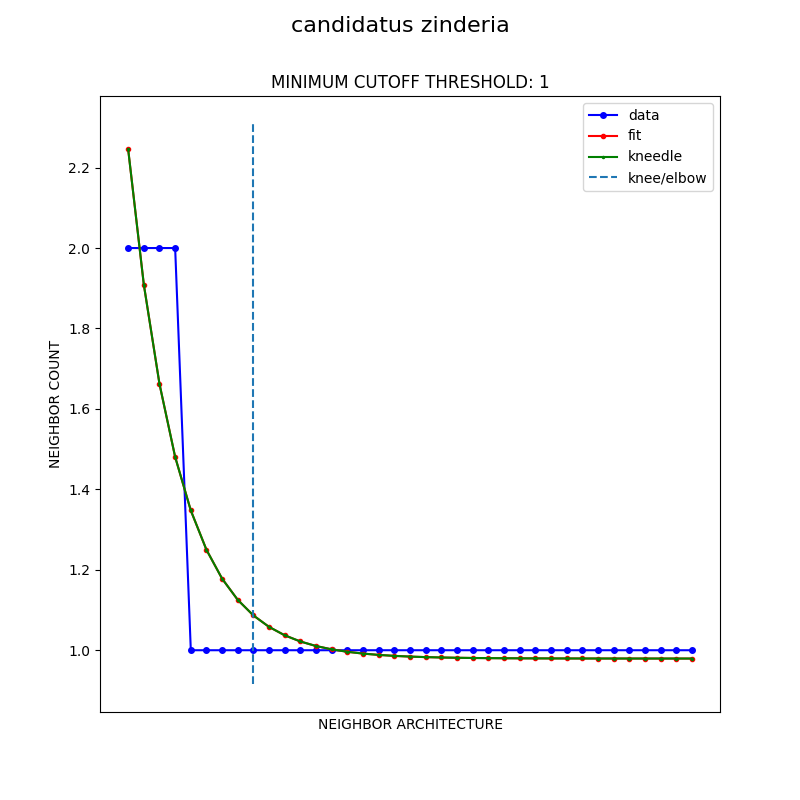 candidatus zinderia
MINIMUM CUTOFF THRESHOLD: 1
data
fit
kneedle
knee/elbow
2.2
2.0
1.8
1.6
1.4
1.2
1.0
NEIGHBOR COUNT
NEIGHBOR ARCHITECTURE